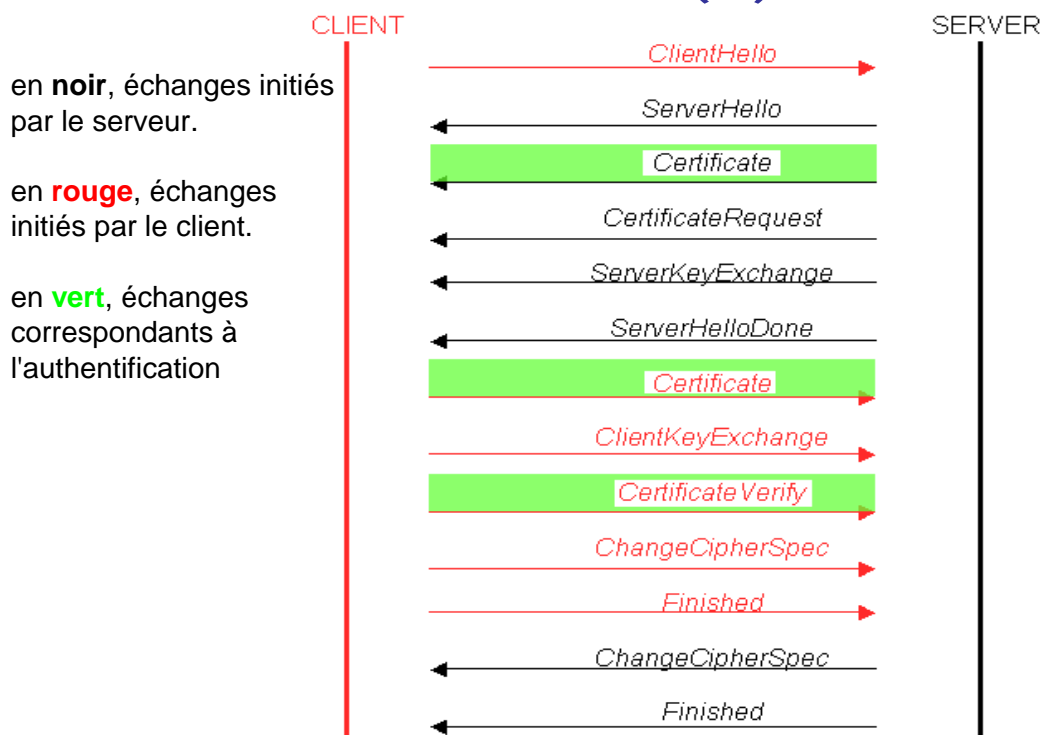 CLIENT
SERVER
en noir, échanges initiés
par le serveur.
en rouge, échanges
initiés par le client.
en vert, échanges
correspondants à
l'authentification
ClientHello
ServerHello
Certificate
CertificateRequest
ServerKeyExchange
ServerHelloDone
Certificate
ClientKeyExchange
CertificateVerify
ChangeCipherSpec
Finished
ChangeCipherSpec
Finished